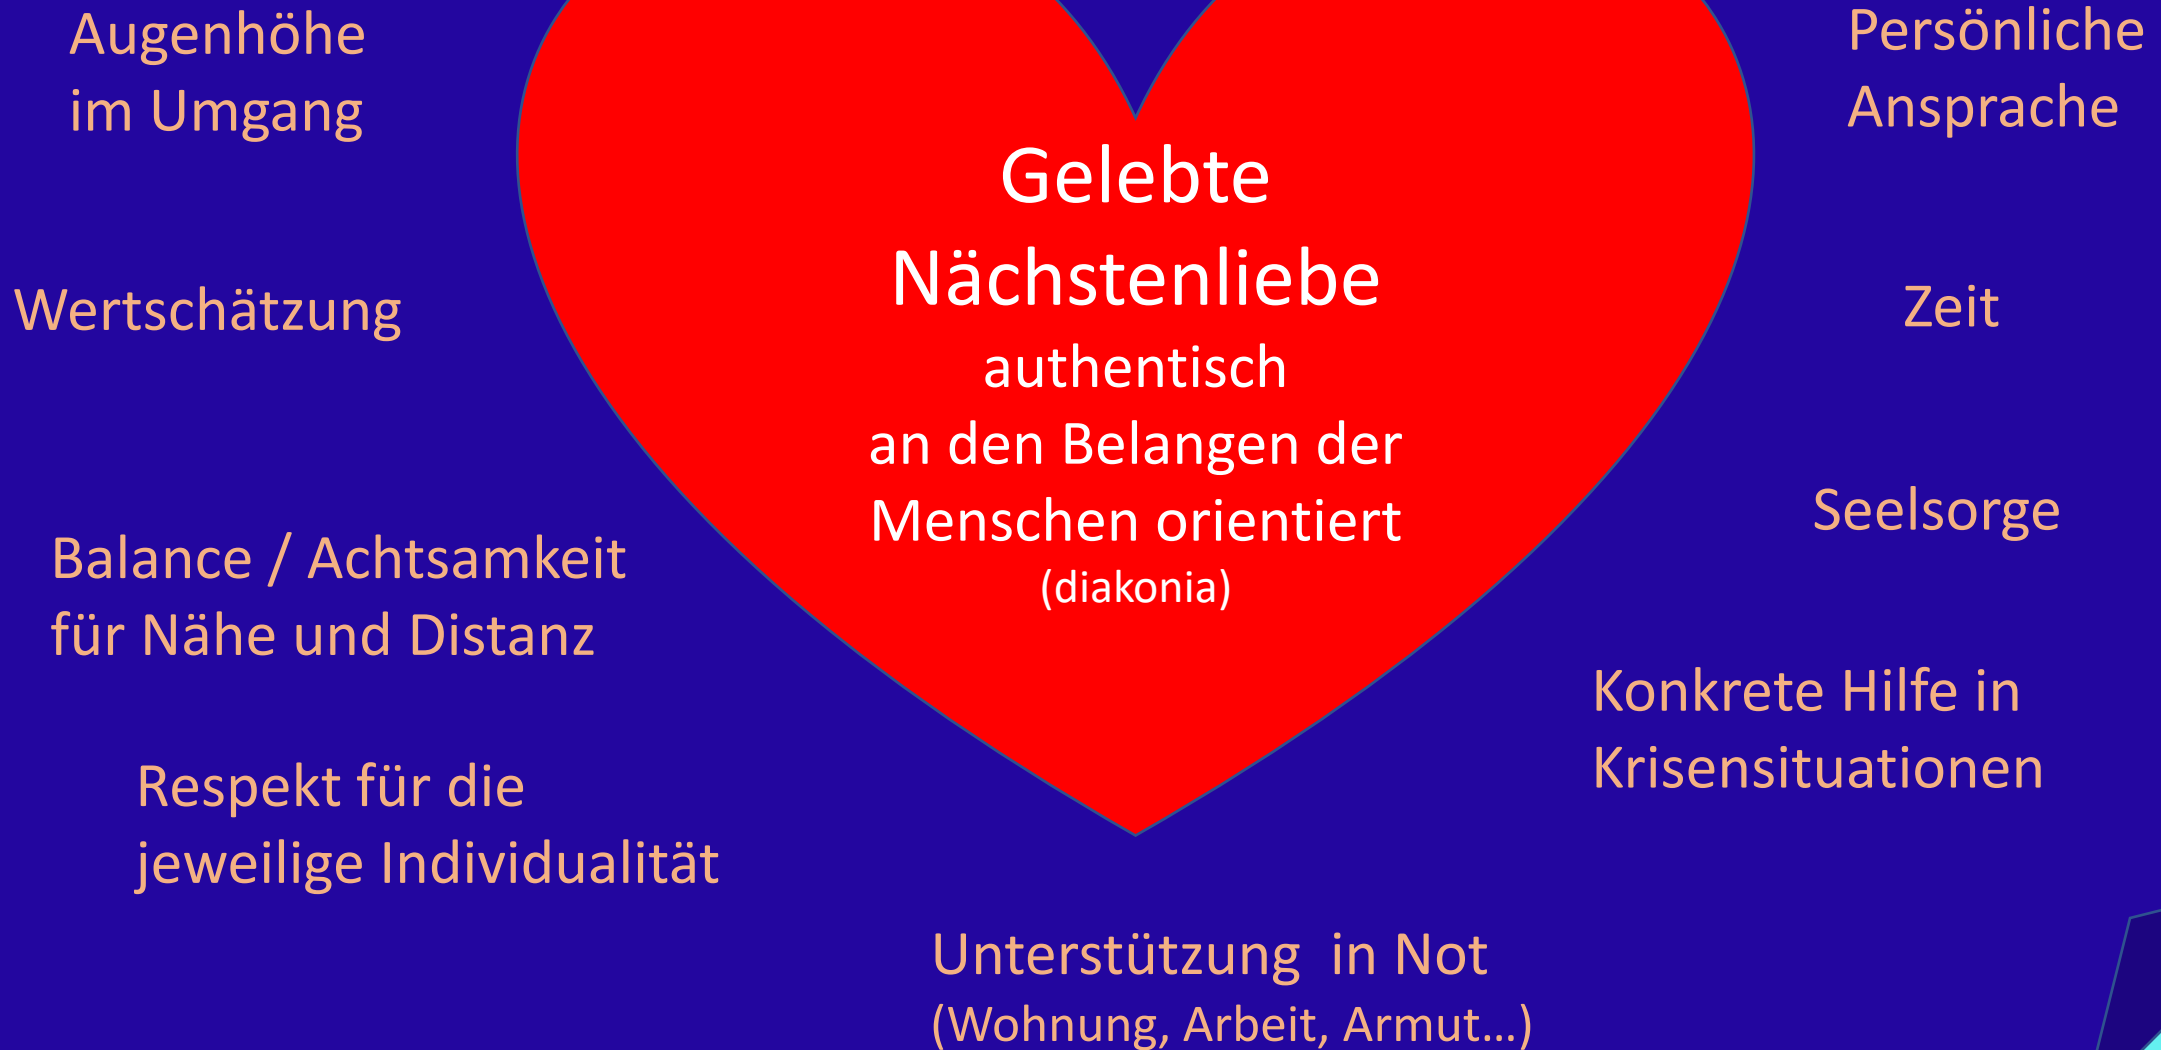 Augenhöhe
im Umgang
Wertschätzung
Balance / Achtsamkeit
für Nähe und Distanz
Respekt für die
jeweilige Individualität
Gelebte
Nächstenliebe
authentisch
an den Belangen der
Menschen orientiert
(diakonia)
Persönliche
Ansprache
Zeit
Seelsorge
Konkrete Hilfe in
Krisensituationen
Unterstützung  in Not
(Wohnung, Arbeit, Armut...)